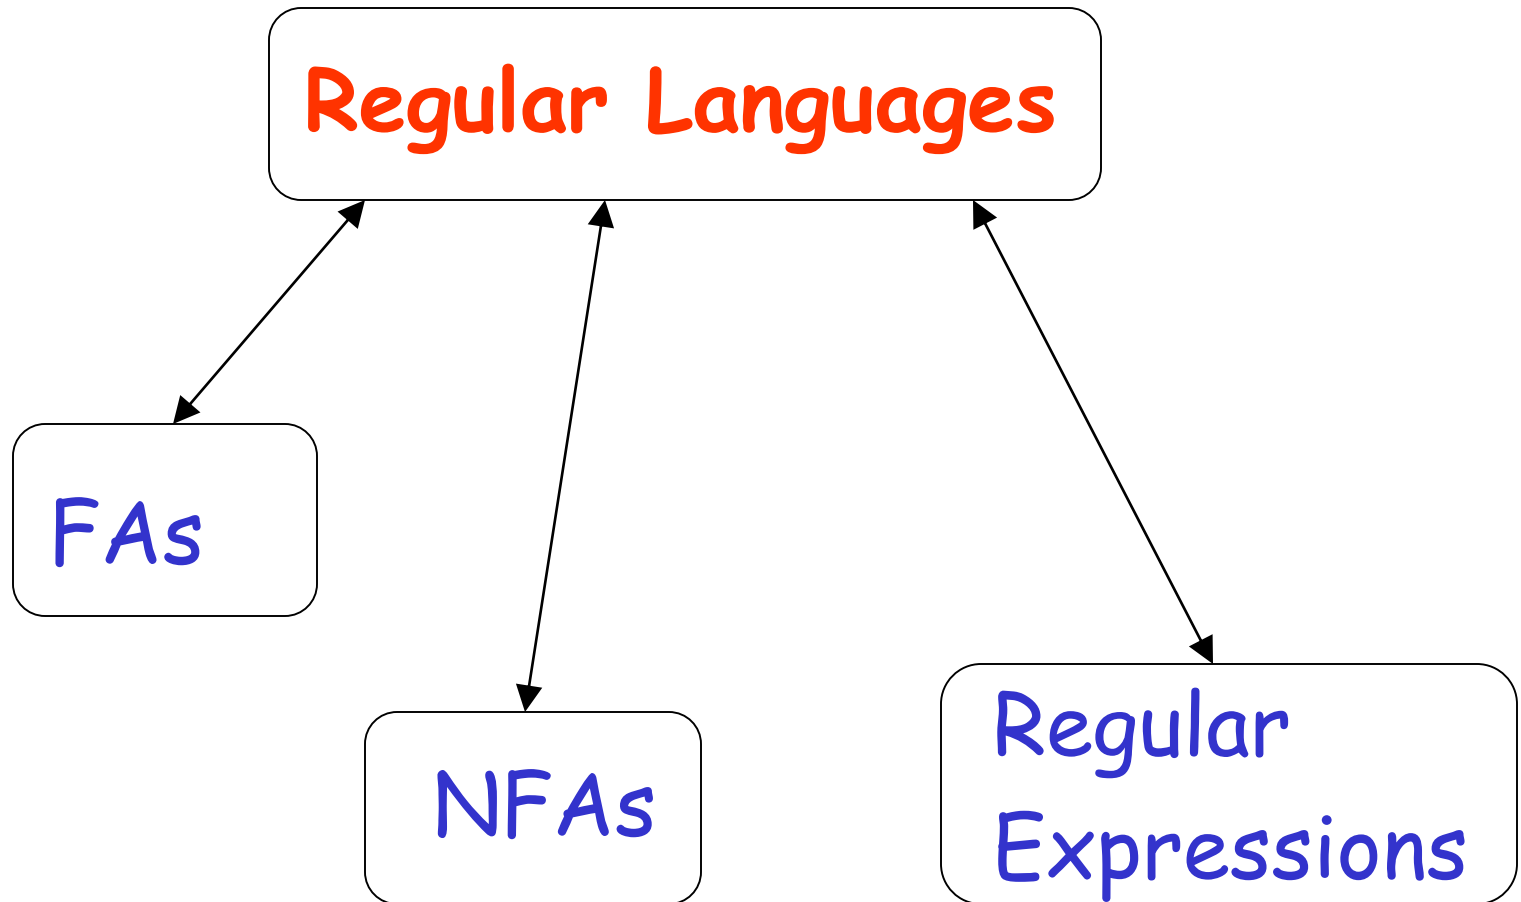 Regular Languages
FAs
NFAs
Regular
Expressions